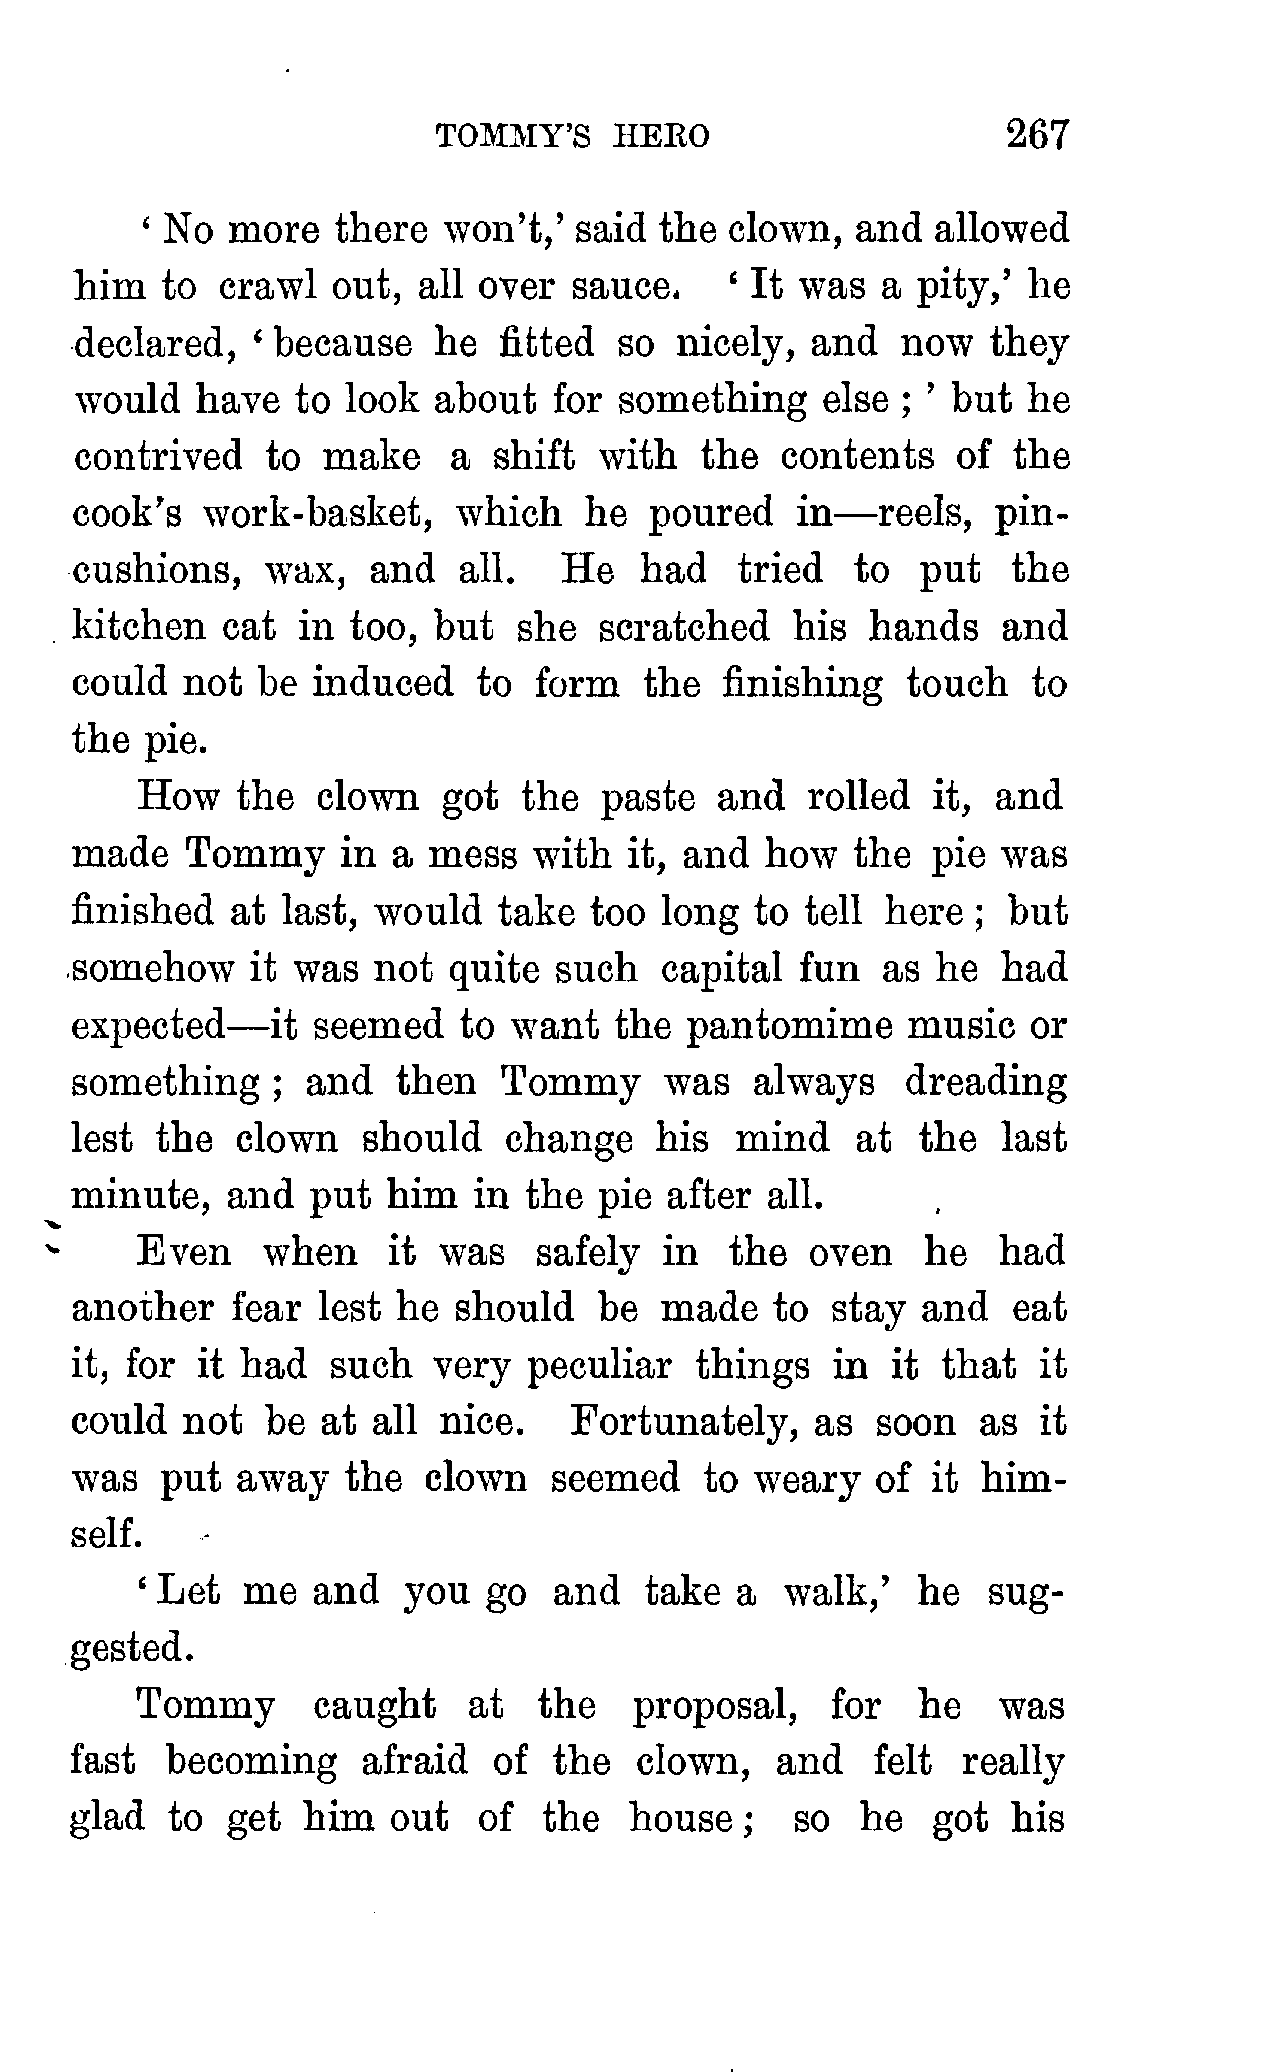 TOMMY'S HERO 267
‘ No more there won't,’ said the clown, and allowed
him to crawl out, all over sauce. ‘ It was a pity,’ he
declared, ‘ because he fitted so nicely, and now they
would have to look about for something else ; ’ but he
contrived to make a shift with the contents of the
cook's work-basket, which he poured in—reels, pin-
cushions, wax, and all. He had tried to put the
kitchen cat in too, but she scratched his hands and
could not be induced to form the finishing touch to
the pie.
How the clown got the paste and rolled it, and
made Tommy in a mess with it, and how the pie was
finished at last, would take too long to tell here ; but
somehow it was not quite such capital fun as he had
expected—it seemed to want the pantomime music or
something ; and then Tommy was always dreading
lest the clown should change his mind at the last
minute, and put him in the pie after all.
Even when it was safely in the oven he had
another fear lest he should be made to stay and eat
it, for it had such very peculiar things in it that it
could not be at all nice. Fortunately, as soon as it
was put away the clown seemed to weary of it him-
self.
‘ Let me and you go and take a walk,’ he sug-
gested.
Tommy caught at the proposal, for he was
fast becoming afraid of the clown, and felt really
glad to get him out of the house ; so he got his